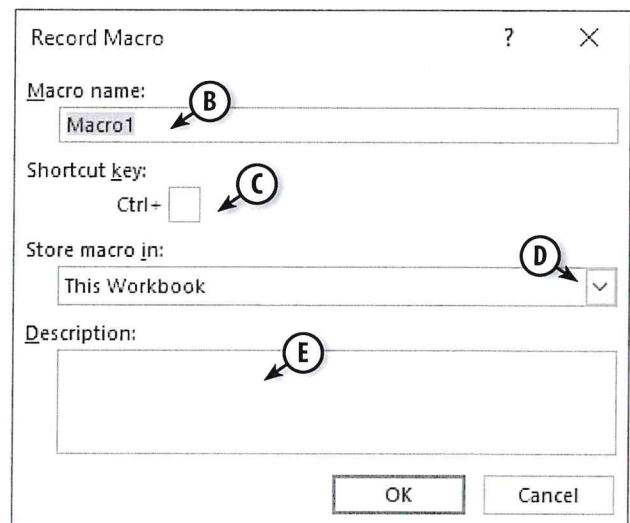 Record Macro ? ×
Macro name:
B
Macro1
Shortcut key:
C
Ctrl+
Store macro in:
D
This Workbook
Description:
E
OK Cancel